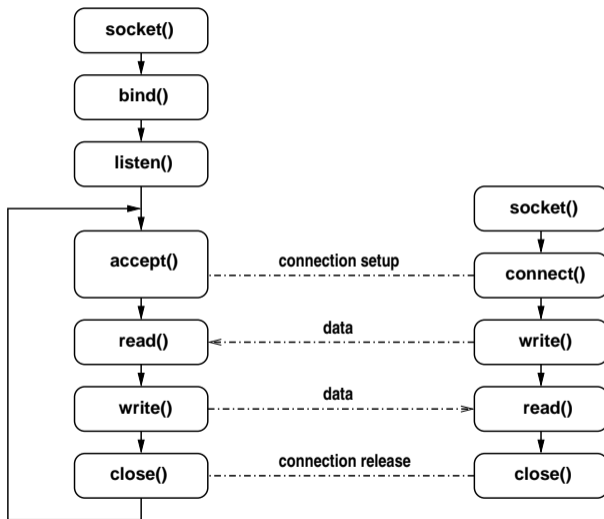 socket()
bind()
listen()
accept()
read()
write()
close()
connection setup
data
data
connection release
socket()
connect()
write()
read()
close()